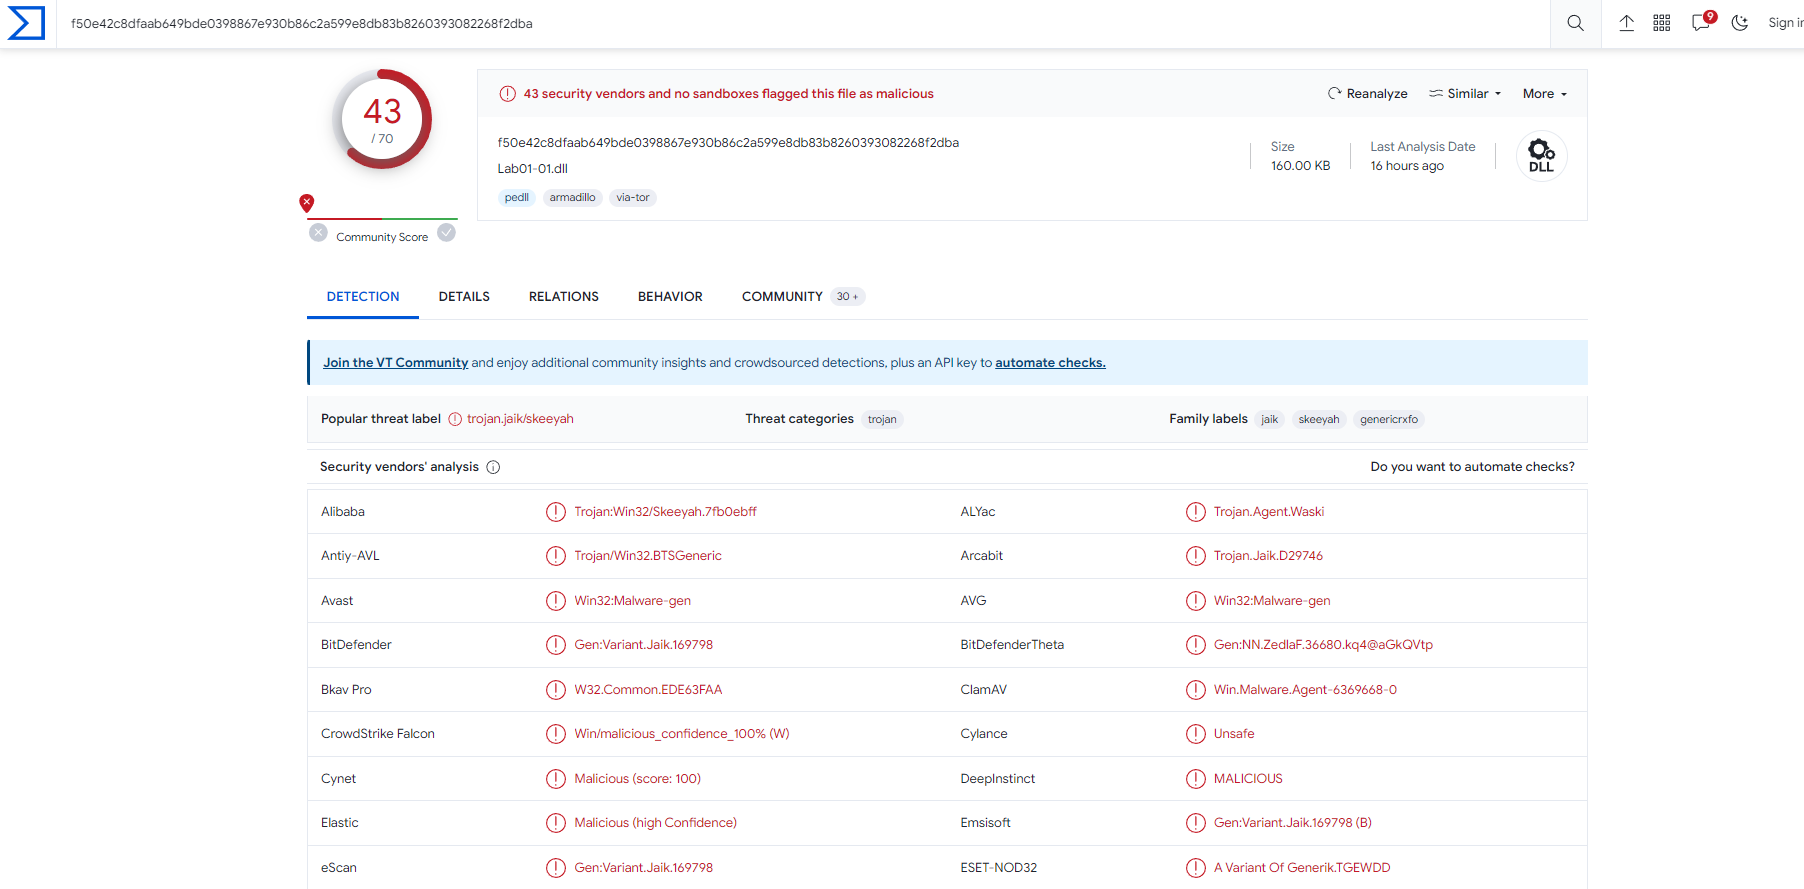 f50e42c8dfaab649bde0398867e930b86c2a599e8db83b8260393082268f2dba
9
Sign in
43
/ 70
Community Score
43 security vendors and no sandboxes flagged this file as malicious
Reanalyze
Similar
More
f50e42c8dfaab649bde0398867e930b86c2a599e8db83b8260393082268f2dba
Lab01-01.dll
pedll armadillo via-tor
Size
160.00 KB
Last Analysis Date
16 hours ago
DLL
DETECTION DETAILS RELATIONS BEHAVIOR COMMUNITY 30 +
Join the VT Community and enjoy additional community insights and crowdsourced detections, plus an API key to automate checks.
Popular threat label trojan.jaik/skeeyah Threat categories trojan Family labels jaik skeeyah genericrxfo
Security vendors' analysis Do you want to automate checks?
Alibaba Trojan:Win32/Skeeyah.7fb0ebff ALYac Trojan.Agent.Waski
Antiy-AVL Trojan/Win32.BTSGeneric Arcabit Trojan.Jaik.D29746
Avast Win32:Malware-gen AVG Win32:Malware-gen
BitDefender Gen:Variant.Jaik.169798 BitDefenderTheta Gen:NN.ZedlaF.36680.kq4@aGkQVtp
Bkav Pro W32.Common.EDE63FAA ClamAV Win.Malware.Agent-6369668-0
CrowdStrike Falcon Win/malicious_confidence_100% (W) Cylance Unsafe
Cynet Malicious (score: 100) DeepInstinct MALICIOUS
Elastic Malicious (high Confidence) Emsisoft Gen:Variant.Jaik.169798 (B)
eScan Gen:Variant.Jaik.169798 ESET-NOD32 A Variant Of Generik.TGEWDD